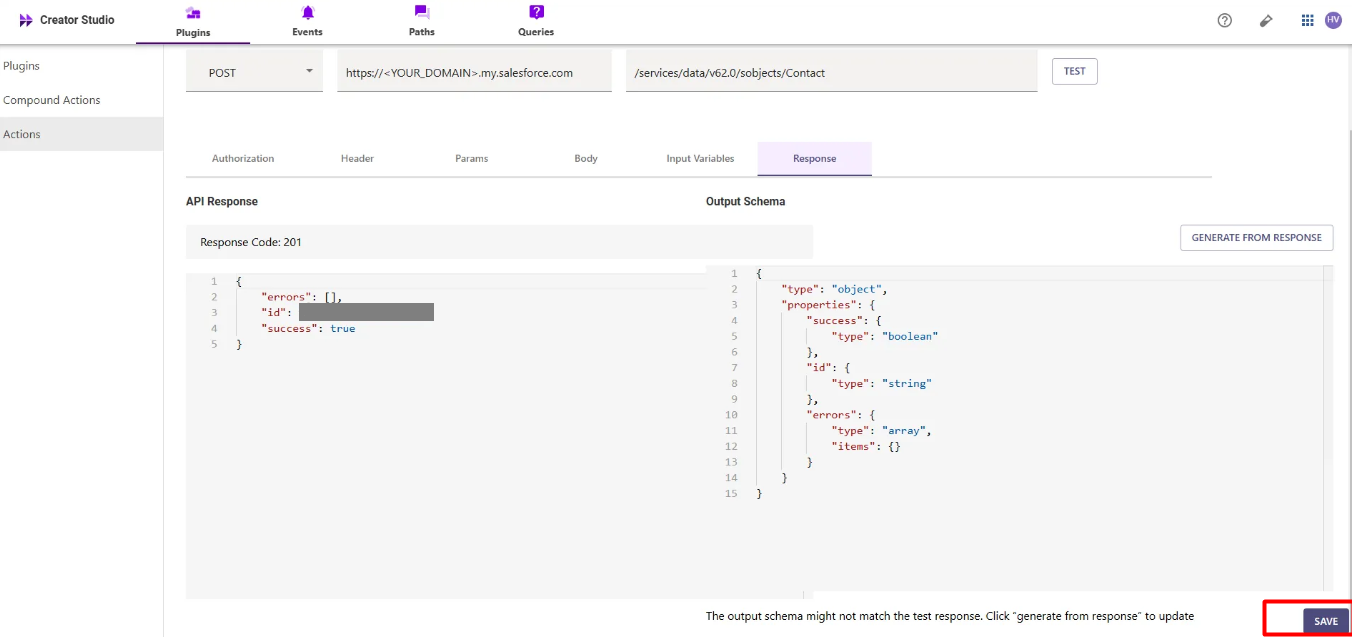 Creator Studio
Plugins
Events
Paths
Queries
?
HV
Plugins
Compound Actions
Actions
POST
https://<YOUR_DOMAIN>.my.salesforce.com
/services/data/v62.0/sobjects/Contact
TEST
Authorization
Header
Params
Body
Input Variables
Response
API Response
Output Schema
Response Code: 201
GENERATE FROM RESPONSE
1 {
2 "errors": [],
3 "id":
4 "success": true
5 }
1 {
2 "type": "object",
3 "properties": {
4 "success": {
5 "type": "boolean"
6 },
7 "id": {
8 "type": "string"
9 },
10 "errors": {
11 "type": "array",
12 "items": {}
13 }
14 }
15 }
The output schema might not match the test response. Click "generate from response" to update
SAVE